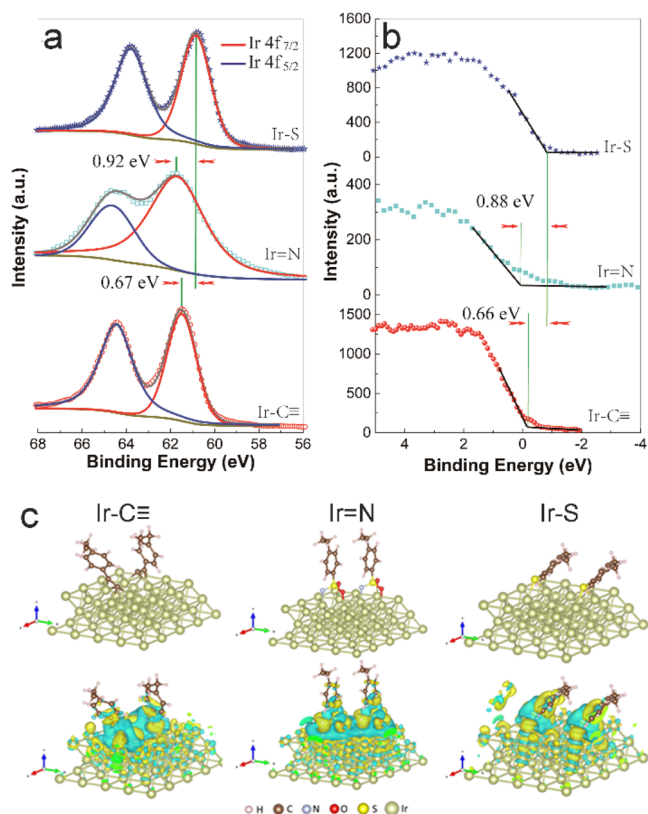 a
Ir 4f7/2
Ir 4f5/2
Ir-S
0.92 eV
Ir=N
0.67 eV
Ir-C≡
Intensity (a.u.)
68 66 64 62 60 58 56
Binding Energy (eV)
b
1200
800
400
0
Ir-S
400
0.88 eV
200
Ir=N
0
1500
0.66 eV
1000
500
Ir-C≡
0
Intensity (a.u.)
4 2 0 -2 -4
Binding Energy (eV)
c
Ir-C≡ Ir=N Ir-S
H C N O S Ir